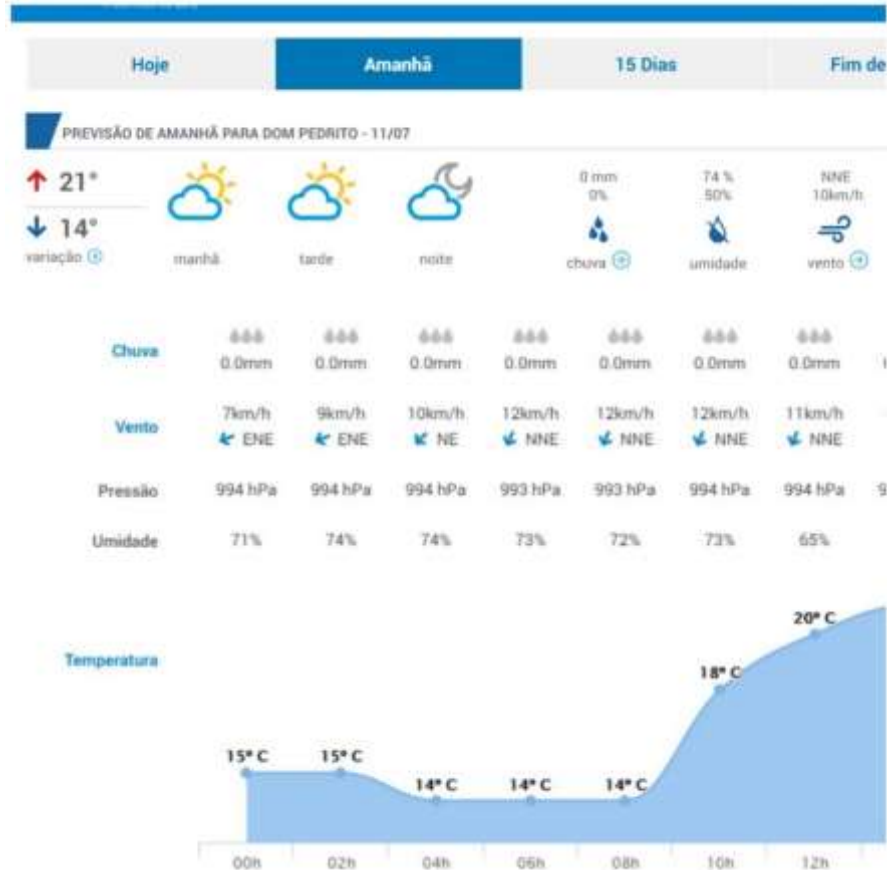 Hoje Amanhã 15 Dias Fim de
PREVISÃO DE AMANHÃ PARA DOM PEDRITO - 11/07
21° 0 mm 74 % NNE
0% 50% 10km/h
14°
variação manhã tarde noite chuva umidade vento
Chuva 0.0mm 0.0mm 0.0mm 0.0mm 0.0mm 0.0mm 0.0mm
7km/h 9km/h 10km/h 12km/h 12km/h 12km/h 11km/h
Vento ENE ENE NE NNE NNE NNE NNE
Pressão 994 hPa 994 hPa 994 hPa 993 hPa 993 hPa 994 hPa 994 hPa 9
Umidade 71% 74% 74% 73% 72% 73% 65%
20° C
Temperatura
18° C
15° C 15° C
14° C 14° C 14° C
00h 02h 04h 06h 08h 10h 12h